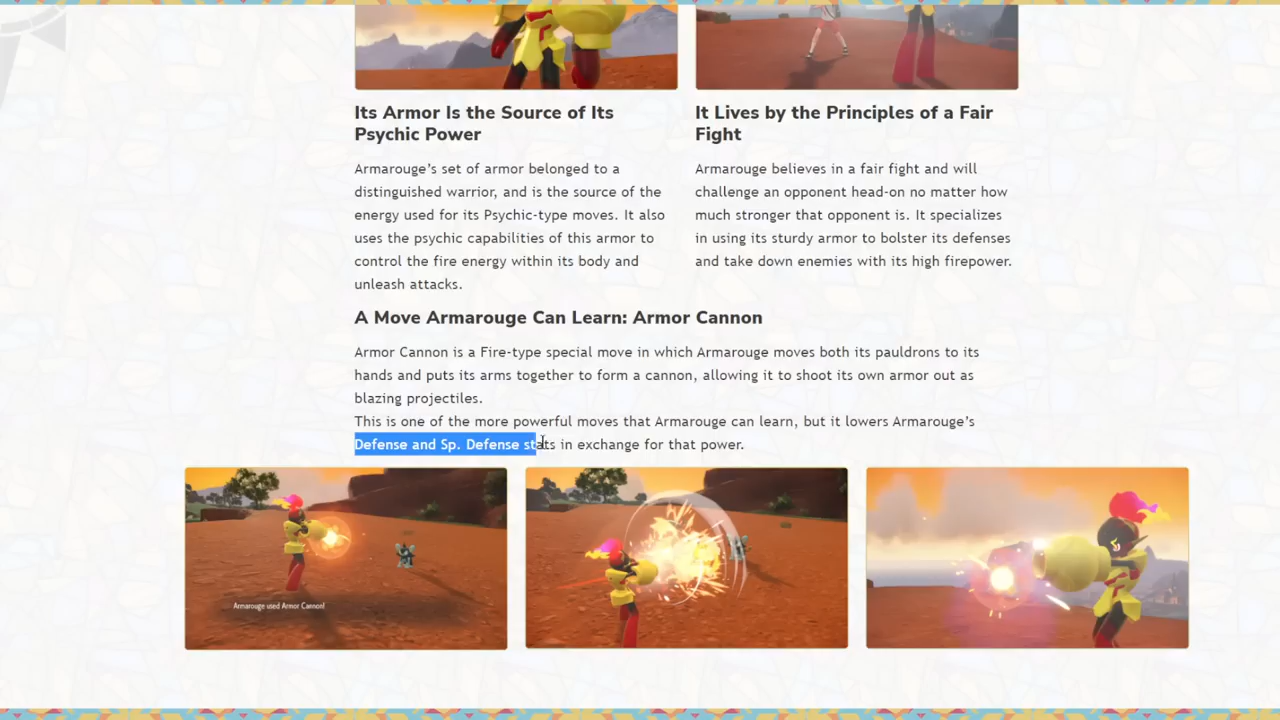 Its Armor Is the Source of Its
Psychic Power
Armarouge's set of armor belonged to a
distinguished warrior, and is the source of the
energy used for its Psychic-type moves. It also
uses the psychic capabilities of this armor to
control the fire energy within its body and
unleash attacks.
It Lives by the Principles of a Fair
Fight
Armarouge believes in a fair fight and will
challenge an opponent head-on no matter how
much stronger that opponent is. It specializes
in using its sturdy armor to bolster its defenses
and take down enemies with its high firepower.
A Move Armarouge Can Learn: Armor Cannon
Armor Cannon is a Fire-type special move in which Armarouge moves both its pauldrons to its
hands and puts its arms together to form a cannon, allowing it to shoot its own armor out as
blazing projectiles.
This is one of the more powerful moves that Armarouge can learn, but it lowers Armarouge's
Defense and Sp. Defense stats in exchange for that power.
Armarouge used Armor Cannon!